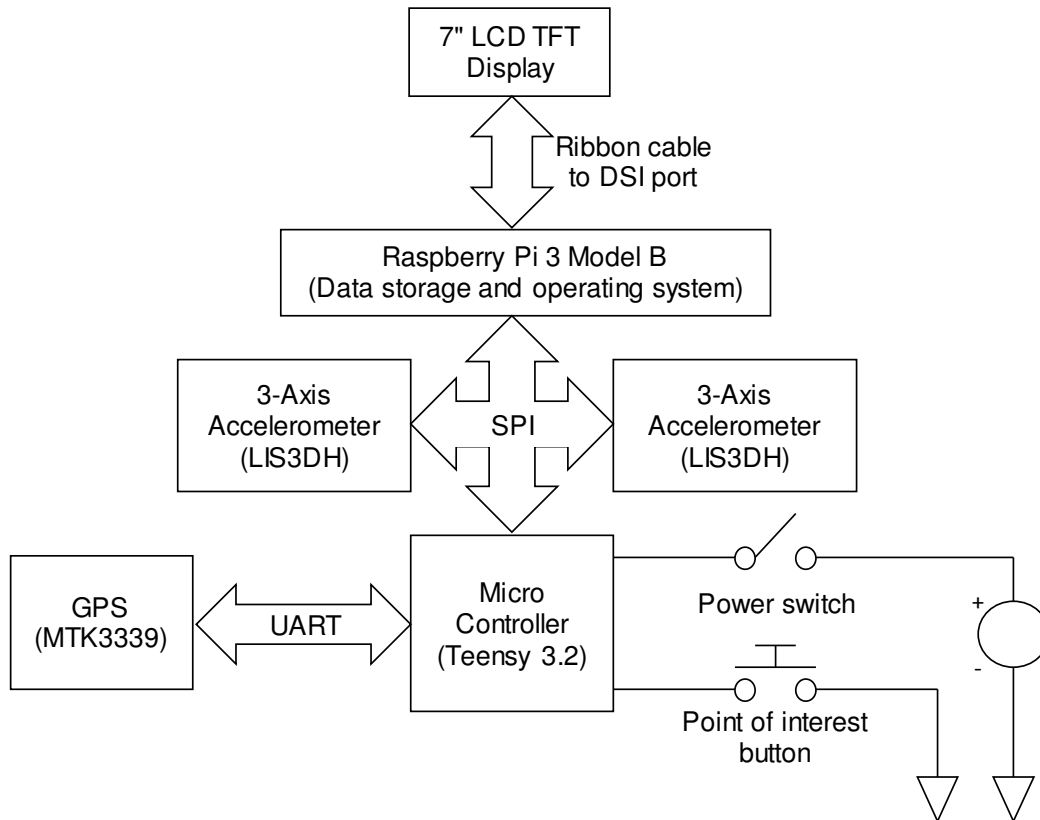 7" LCD TFT
Display
Ribbon cable
to DSI port
Raspberry Pi 3 Model B
(Data storage and operating system)
3-Axis
Accelerometer
(LIS3DH)
SPI
3-Axis
Accelerometer
(LIS3DH)
GPS
(MTK3339)
UART
Micro
Controller
(Teensy 3.2)
Power switch
+
-
Point of interest
button